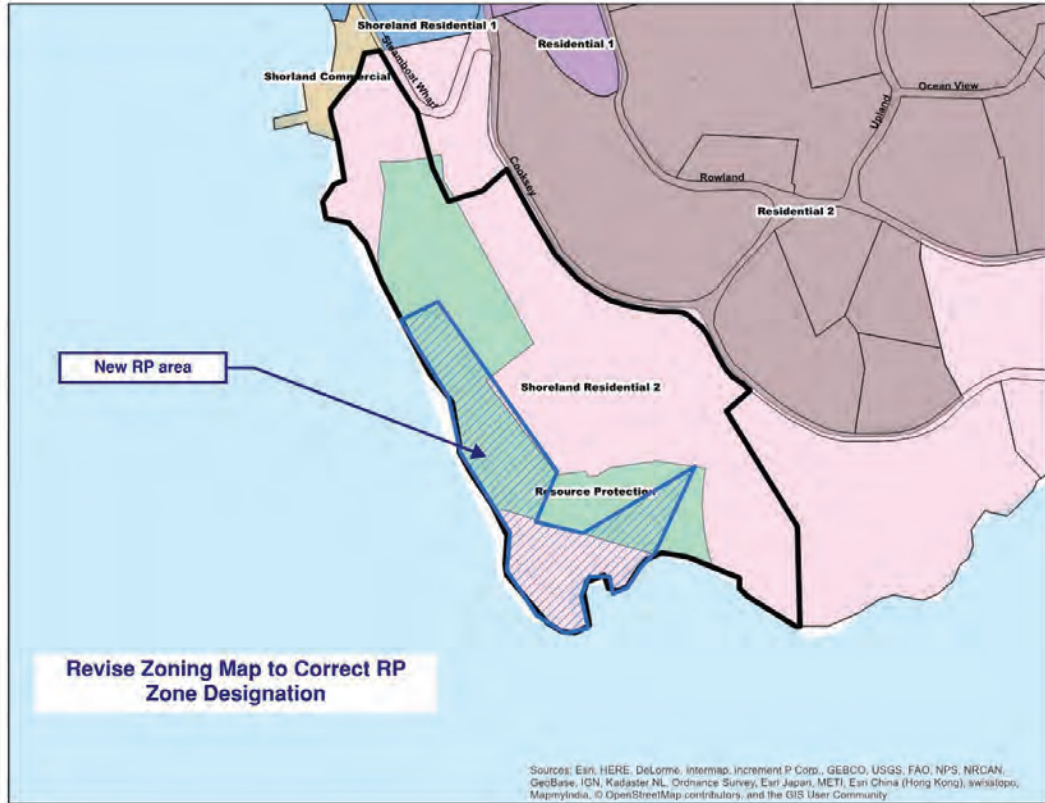 Shoreland Residential 1
Residential 1
Steamboat Wharf
Shorland Commercial
Ocean View
Upland
Cooksey
Rowland
Residential 2
New RP area
Shoreland Residential 2
Resource Protection
Revise Zoning Map to Correct RP
Zone Designation
Sources: Esri, HERE, DeLorme, Intermap, increment P Corp., GEBCO, USGS, FAO, NPS, NRCAN,
GeoBase, IGN, Kadaster NL, Ordnance Survey, Esri Japan, METI, Esri China (Hong Kong), swisstopo,
MapmyIndia, © OpenStreetMap contributors, and the GIS User Community